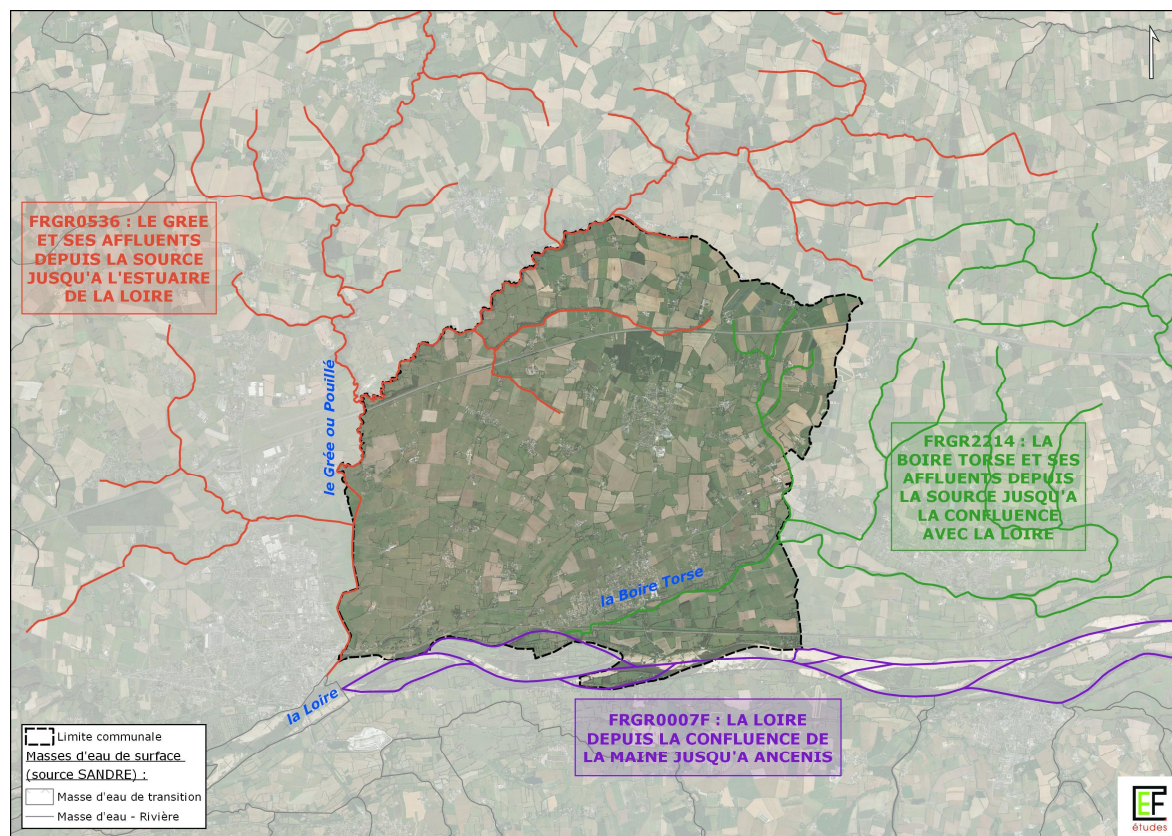 FRGR0536 : LE GREE
ET SES AFFLUENTS
DEPUIS LA SOURCE
JUSQU'A L'ESTUAIRE
DE LA LOIRE
le Grée ou Pouillé
FRGR2214 : LA
BOIRE TORSE ET SES
AFFLUENTS DEPUIS
LA SOURCE JUSQU'A
LA CONFLUENCE
AVEC LA LOIRE
la Boire Torse
la Loire
FRGR0007F : LA LOIRE
DEPUIS LA CONFLUENCE DE
LA MAINE JUSQU'A ANCENIS
Limite communale
Masses d'eau de surface
(source SANDRE) :
Masse d'eau de transition
Masse d'eau - Rivière
EF
études